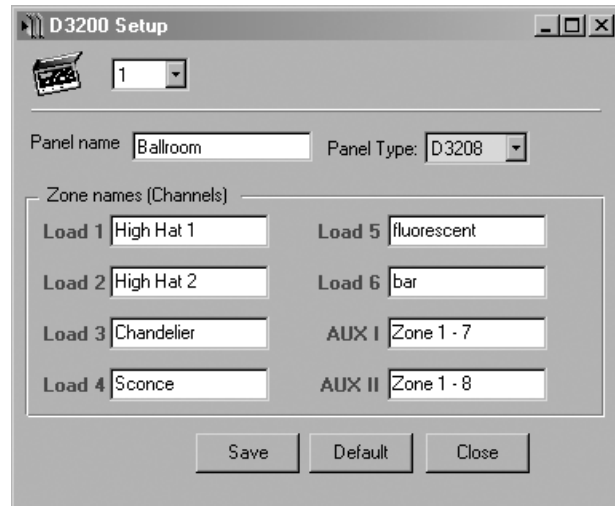 D3200 Setup
1
Panel name Ballroom Panel Type: D3208
Zone names (Channels)
Load 1 High Hat 1 Load 5 fluorescent
Load 2 High Hat 2 Load 6 bar
Load 3 Chandelier AUX I Zone 1 - 7
Load 4 Sconce AUX II Zone 1 - 8
Save Default Close